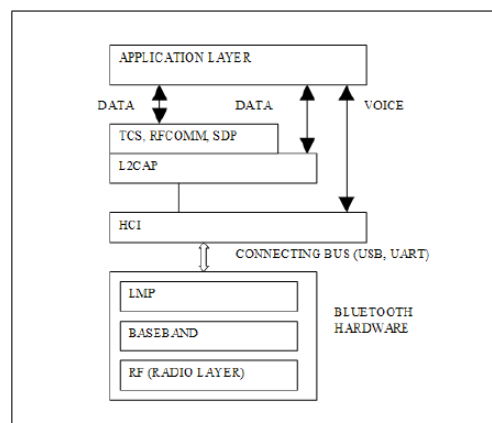 APPLICATION LAYER
DATA
DATA
VOICE
TCS, RFCOMM, SDP
L2CAP
HCI
CONNECTING BUS (USB, UART)
LMP
BASEBAND
RF (RADIO LAYER)
BLUETOOTH
HARDWARE